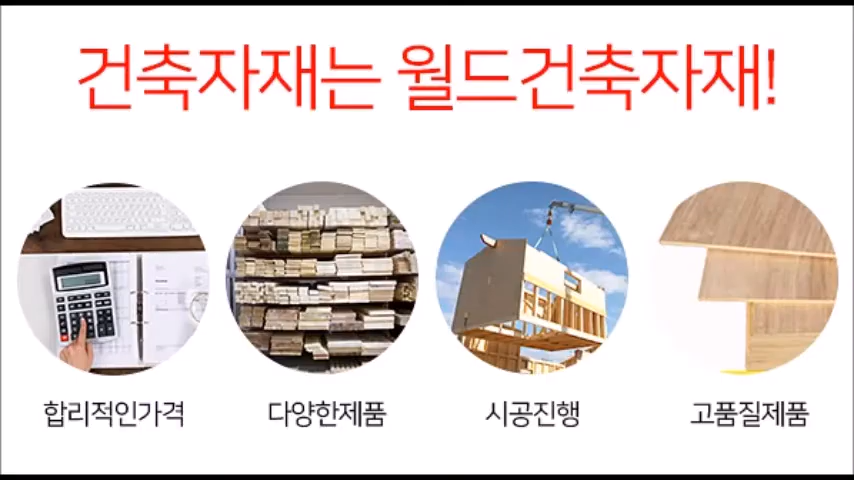 건축자재는 월드건축자재!
합리적인가격
다양한제품
시공진행
고품질제품